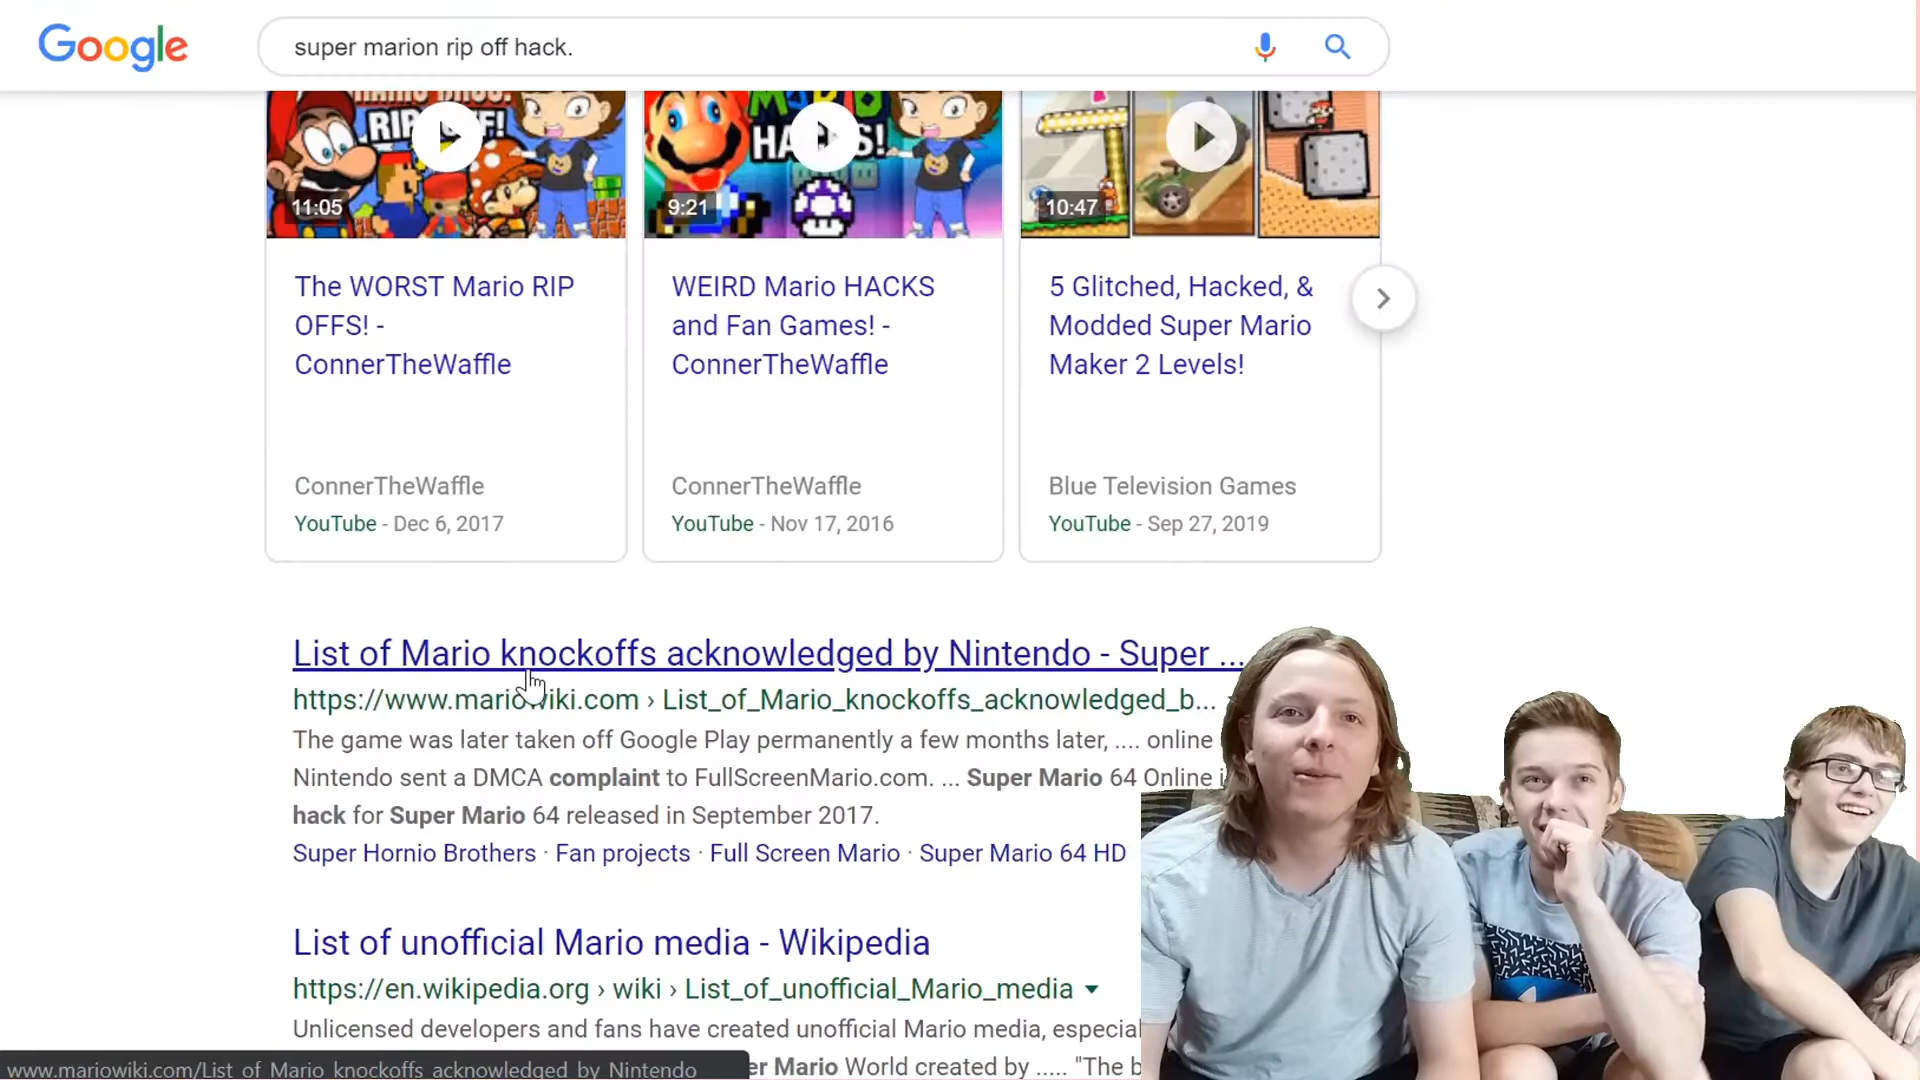 Google
super marion rip off hack.
RIP OFF!
MARIO
HACKS!
11:05
9:21
10:47
The WORST Mario RIP
OFFS! -
ConnerTheWaffle
WEIRD Mario HACKS
and Fan Games! -
ConnerTheWaffle
5 Glitched, Hacked, &
Modded Super Mario
Maker 2 Levels!
ConnerTheWaffle
YouTube - Dec 6, 2017
ConnerTheWaffle
YouTube - Nov 17, 2016
Blue Television Games
YouTube - Sep 27, 2019
List of Mario knockoffs acknowledged by Nintendo - Super ...
https://www.mariowiki.com › List_of_Mario_knockoffs_acknowledged_b...
The game was later taken off Google Play permanently a few months later, .... online
Nintendo sent a DMCA complaint to FullScreenMario.com. ... Super Mario 64 Online i
hack for Super Mario 64 released in September 2017.
Super Hornio Brothers · Fan projects · Full Screen Mario · Super Mario 64 HD
List of unofficial Mario media - Wikipedia
https://en.wikipedia.org › wiki › List_of_unofficial_Mario_media
Unlicensed developers and fans have created unofficial Mario media, especial
er Mario World created by ..... "The b
www.mariowiki.com/List_of_Mario_knockoffs_acknowledged_by_Nintendo